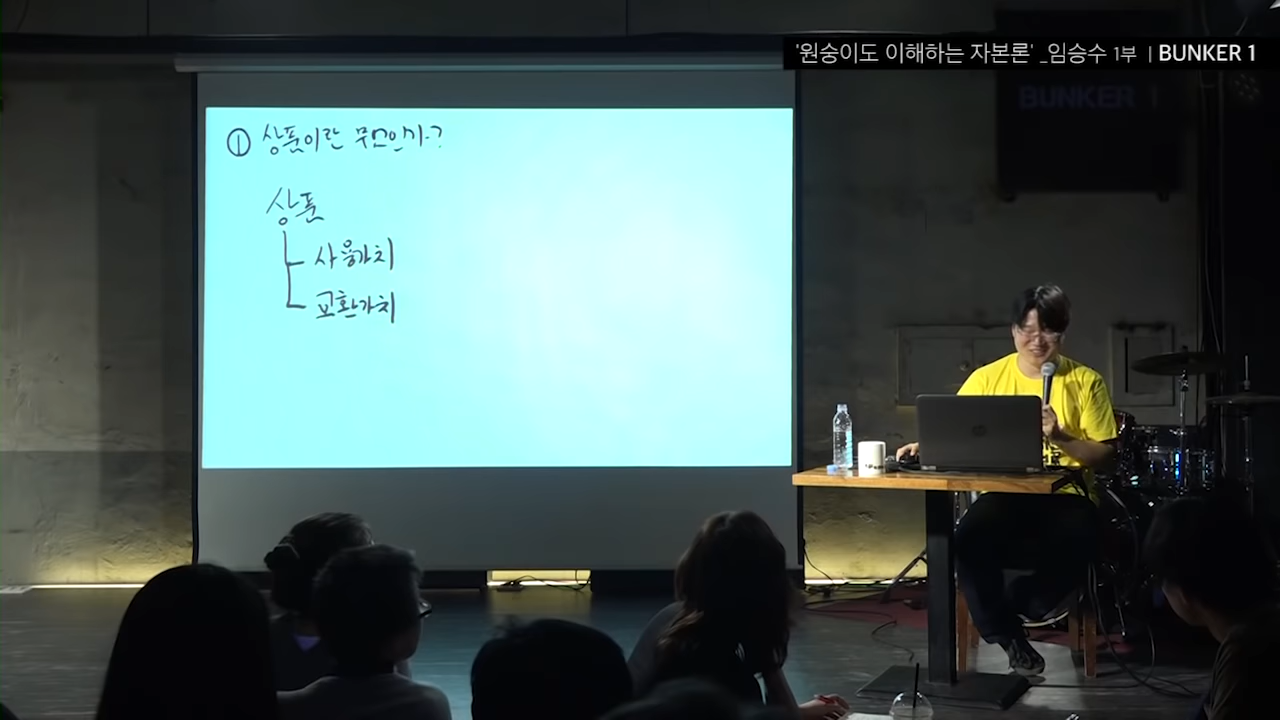 '원숭이도 이해하는 자본론' _임승수 1부 | BUNKER 1
BUNKER 1
① 상품이란 무엇인가?
상품
사용가치
교환가치